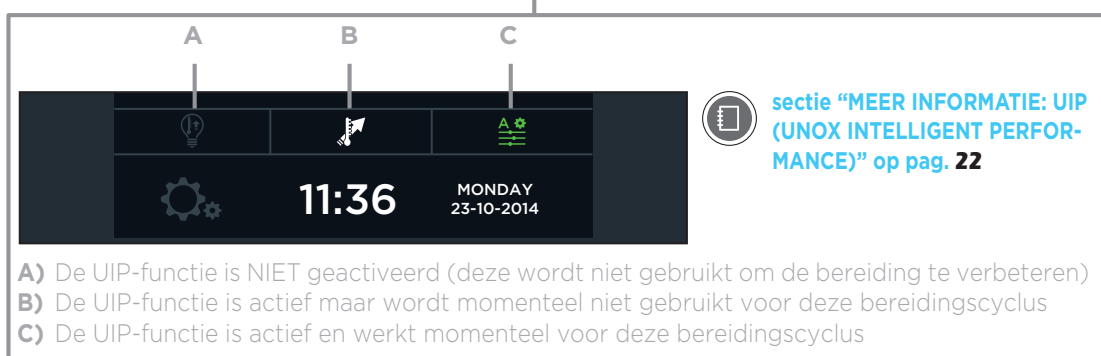 A B C
sectie “MEER INFORMATIE: UIP
(UNOX INTELLIGENT PERFOR-
MANCE)” op pag. 22
A
11:36
MONDAY
23-10-2014
A) De UIP-functie is NIET geactiveerd (deze wordt niet gebruikt om de bereiding te verbeteren)
B) De UIP-functie is actief maar wordt momenteel niet gebruikt voor deze bereidingscyclus
C) De UIP-functie is actief en werkt momenteel voor deze bereidingscyclus